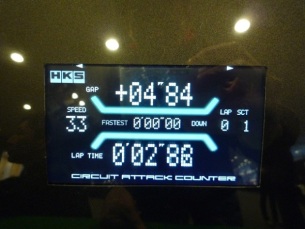 HKS
GAP +04"84
SPEED 33
FASTEST 0'00"00 DOWN
LAP 0 SCT 1
LAP TIME 0'02"86
CIRCUIT ATTACK COUNTER